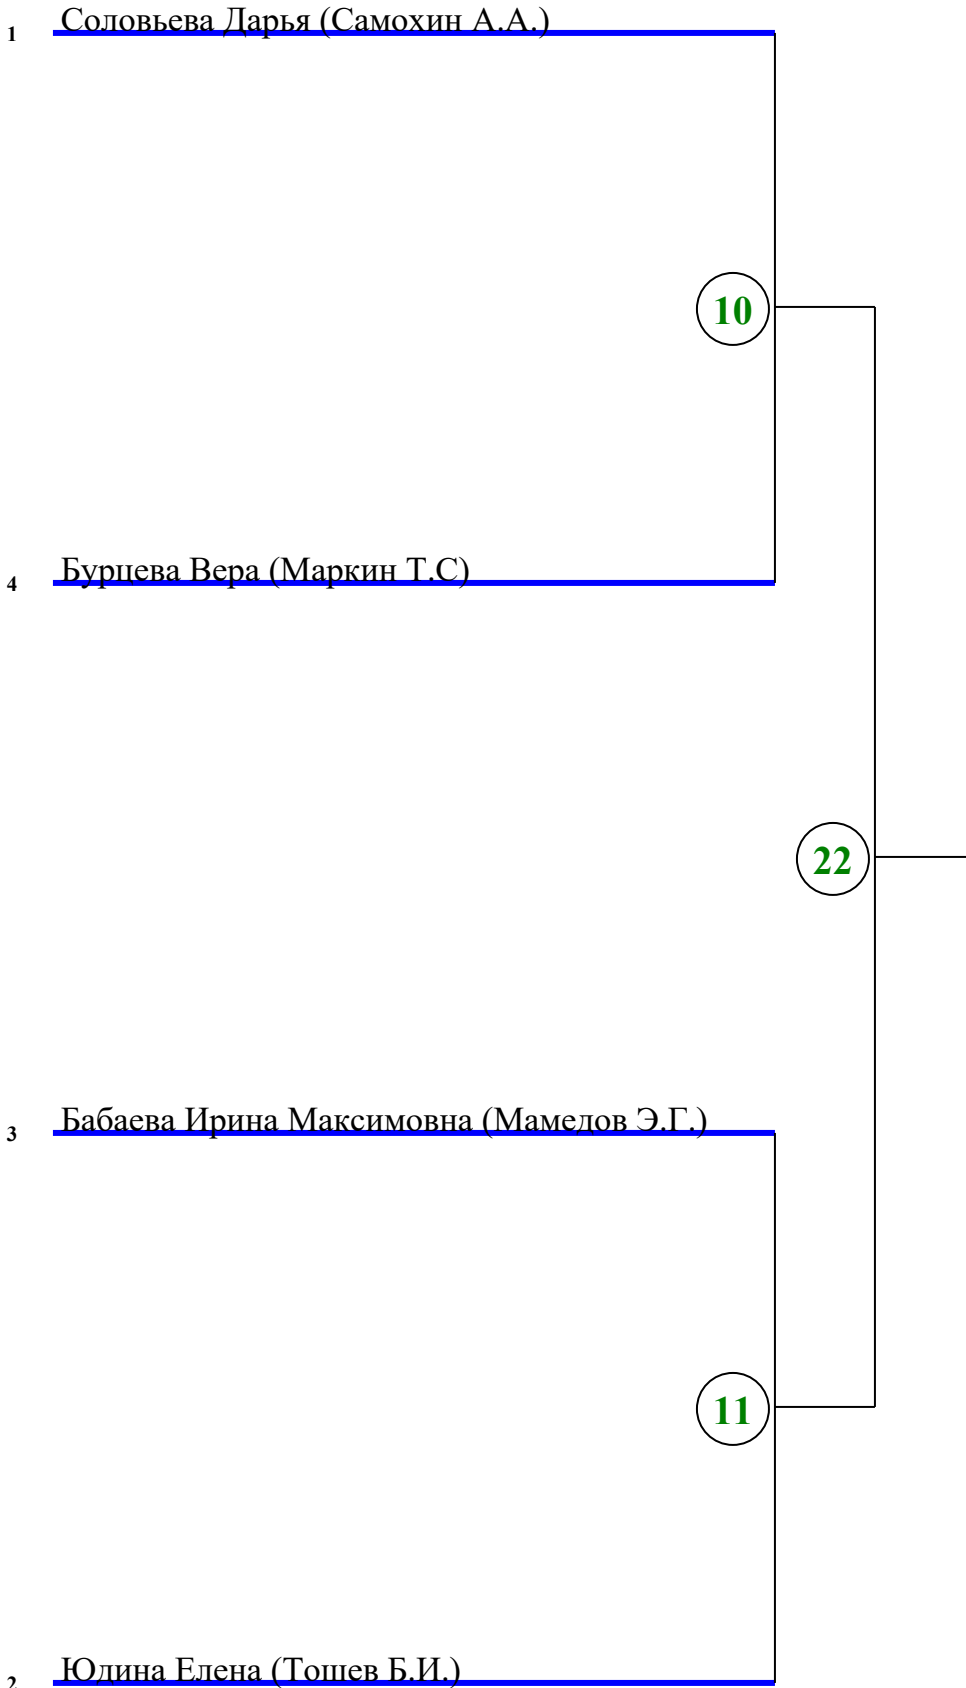 1 Соловьева Дарья (Самохин А.А.)
10
4 Бурцева Вера (Маркин Т.С)
22
3 Бабаева Ирина Максимовна (Мамедов Э.Г.)
11
2 Юдина Елена (Тошев Б.И.)